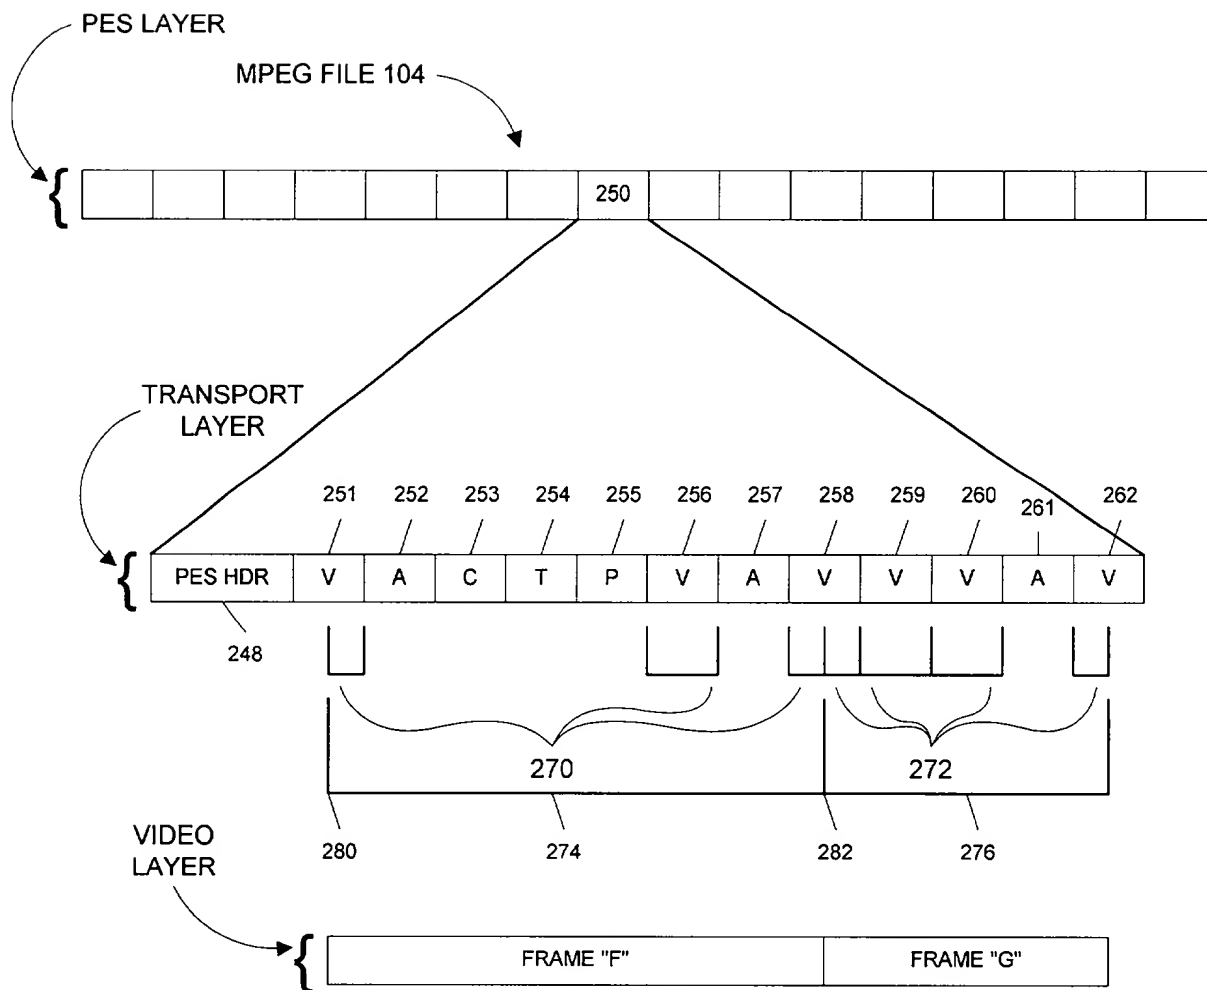 PES LAYER
MPEG FILE 104
250
TRANSPORT
LAYER
251 252 253 254 255 256 257 258 259 260 261 262
PES HDR V A C T P V A V V V A V
248
270 272
280 274 282 276
VIDEO
LAYER
FRAME "F" FRAME "G"